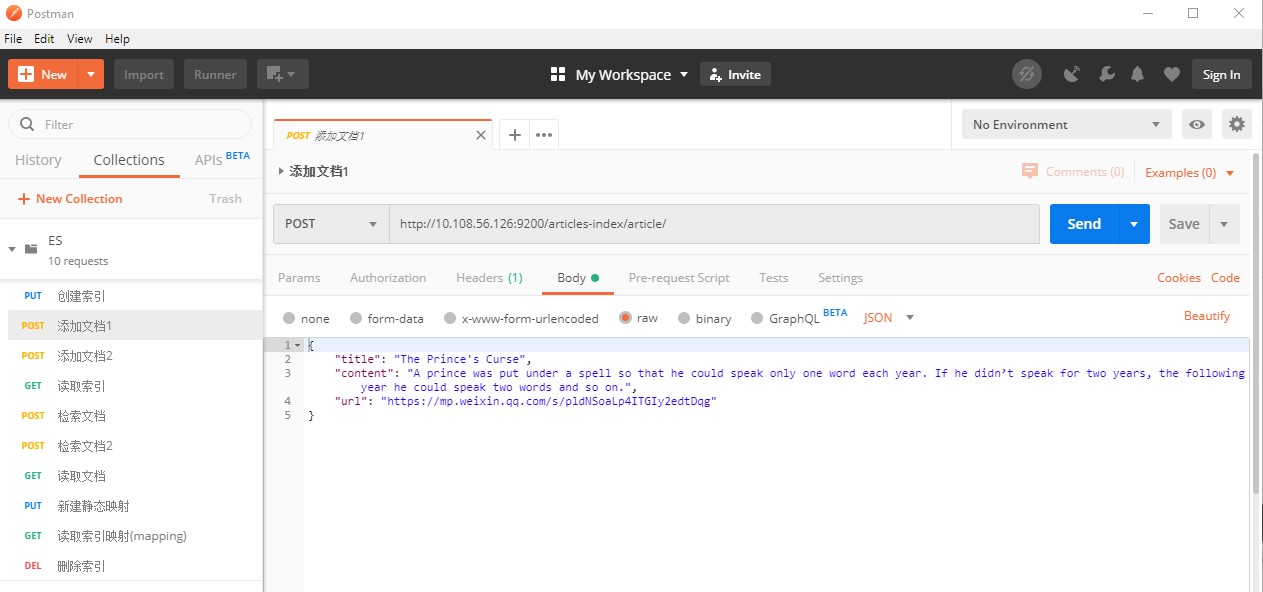 Postman
File Edit View Help
New Import Runner My Workspace Invite Sign In
Filter
History Collections APIs BETA
New Collection Trash
ES
10 requests
PUT 创建索引
POST 添加文档1
POST 添加文档2
GET 读取索引
POST 检索文档
POST 检索文档2
GET 读取文档
PUT 新建静态映射
GET 读取索引映射(mapping)
DEL 删除索引
POST 添加文档1
No Environment
添加文档1
Comments (0) Examples (0)
POST http://10.108.56.126:9200/articles-index/article/ Send Save
Params Authorization Headers (1) Body Pre-request Script Tests Settings Cookies Code
none form-data x-www-form-urlencoded raw binary GraphQL BETA JSON Beautify
1 {
2 "title": "The Prince's Curse",
3 "content": "A prince was put under a spell so that he could speak only one word each year. If he didn’t speak for two years, the following
year he could speak two words and so on.",
4 "url": "https://mp.weixin.qq.com/s/pldNSoaLp4ITGIy2edtDqg"
5 }